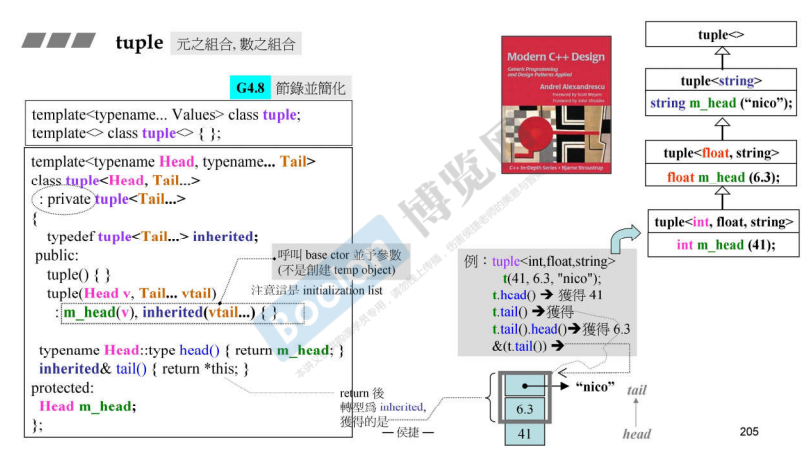 tuple 元之組合, 數之組合
G4.8 節錄並簡化
template<typename... Values> class tuple;
template<> class tuple<> { };
template<typename Head, typename... Tail>
class tuple<Head, Tail...>
: private tuple<Tail...>
{
typedef tuple<Tail...> inherited;
public:
tuple() { }
tuple(Head v, Tail... vtail)
: m_head(v), inherited(vtail...) { }
typename Head::type head() { return m_head; }
inherited& tail() { return *this; }
protected:
Head m_head;
};
呼叫 base ctor 並予參數
(不是創建 temp object)
注意這是 initialization list
return 後
轉型爲 inherited,
獲得的是
— 侯捷 —
Modern C++ Design
Generic Programming
and Design Patterns Applied
Andrei Alexandrescu
Foreword by Scott Meyers
Foreword by John Vlissides
C++ In-Depth Series • Bjarne Stroustrup
tuple<>
tuple<string>
string m_head (“nico”);
tuple<float, string>
float m_head (6.3);
tuple<int, float, string>
int m_head (41);
例：tuple<int,float,string>
t(41, 6.3, "nico");
t.head() ➔ 獲得 41
t.tail() ➔獲得
t.tail().head()➔獲得 6.3
&(t.tail()) ➔
“nico”
6.3
41
tail
head
205
Boolan 博览网